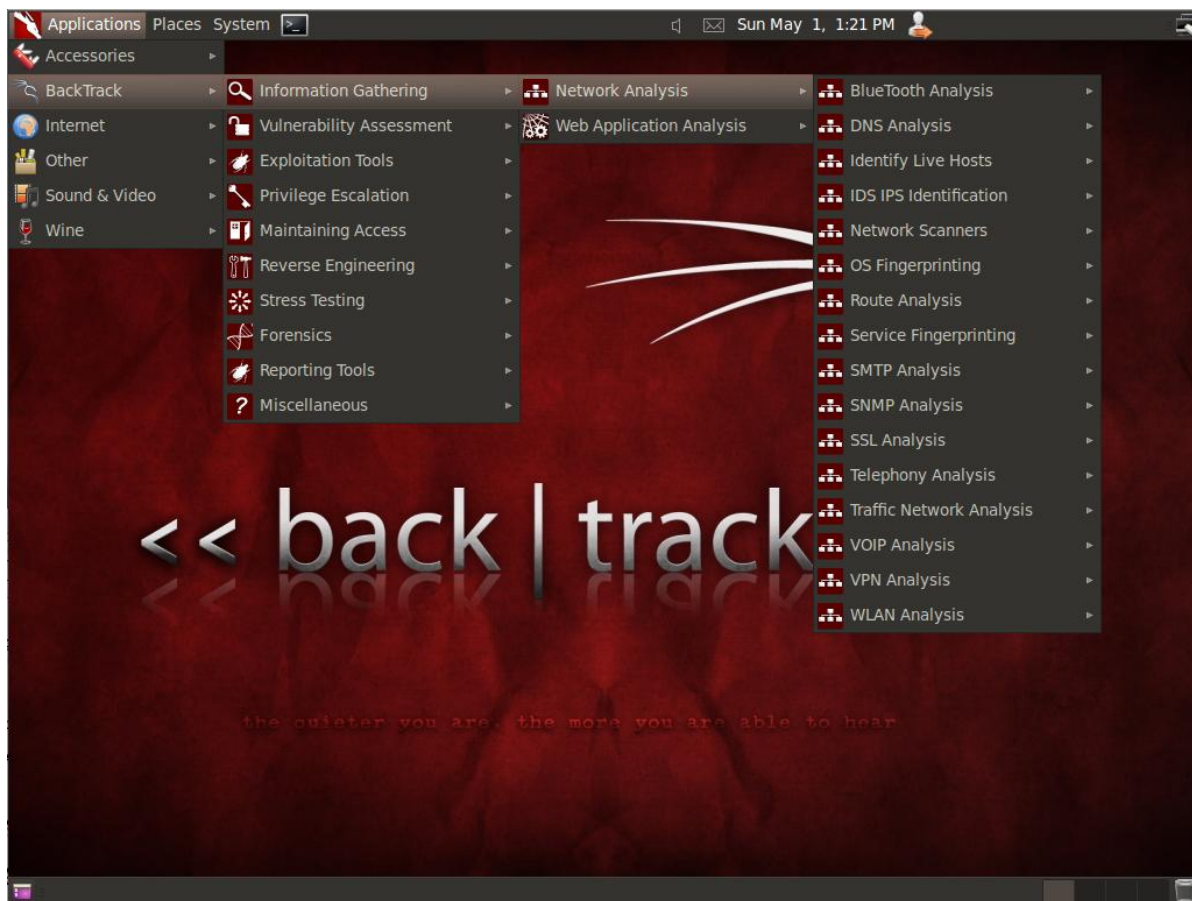 Applications Places System
Sun May 1, 1:21 PM
Accessories
BackTrack
Internet
Other
Sound & Video
Wine
Information Gathering
Vulnerability Assessment
Exploitation Tools
Privilege Escalation
Maintaining Access
Reverse Engineering
Stress Testing
Forensics
Reporting Tools
Miscellaneous
Network Analysis
Web Application Analysis
BlueTooth Analysis
DNS Analysis
Identify Live Hosts
IDS IPS Identification
Network Scanners
OS Fingerprinting
Route Analysis
Service Fingerprinting
SMTP Analysis
SNMP Analysis
SSL Analysis
Telephony Analysis
Traffic Network Analysis
VOIP Analysis
VPN Analysis
WLAN Analysis
<< back | track
the quieter you are, the more you are able to hear